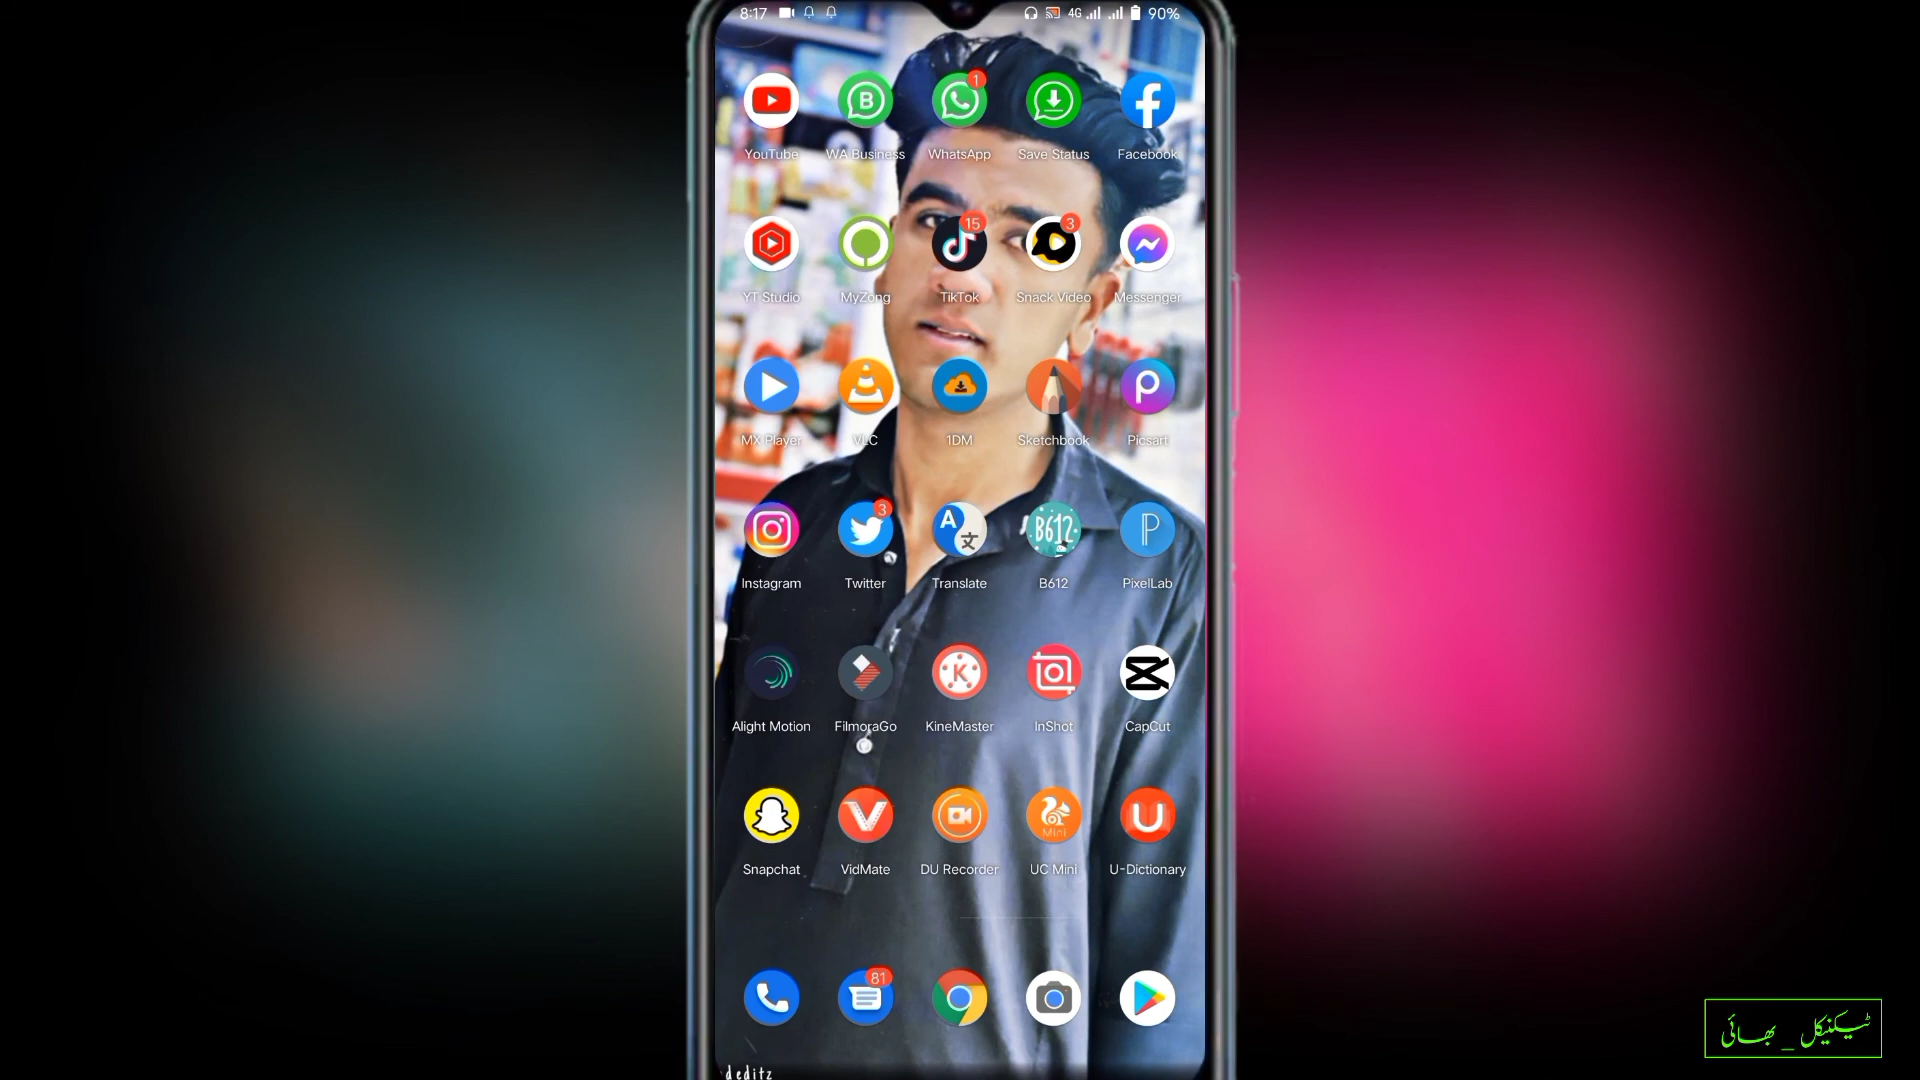 8:17 4G 90%
1
YouTube WA Business WhatsApp Save Status Facebook
15 3
YT Studio MyZong TikTok Snack Video Messenger
MX Player VLC 1DM Sketchbook Picsart
3 B612
Instagram Twitter Translate B612 PixelLab
Alight Motion FilmoraGo KineMaster InShot CapCut
Mini
Snapchat VidMate DU Recorder UC Mini U-Dictionary
81
deditz
ٹیکنیکل _ بھائی